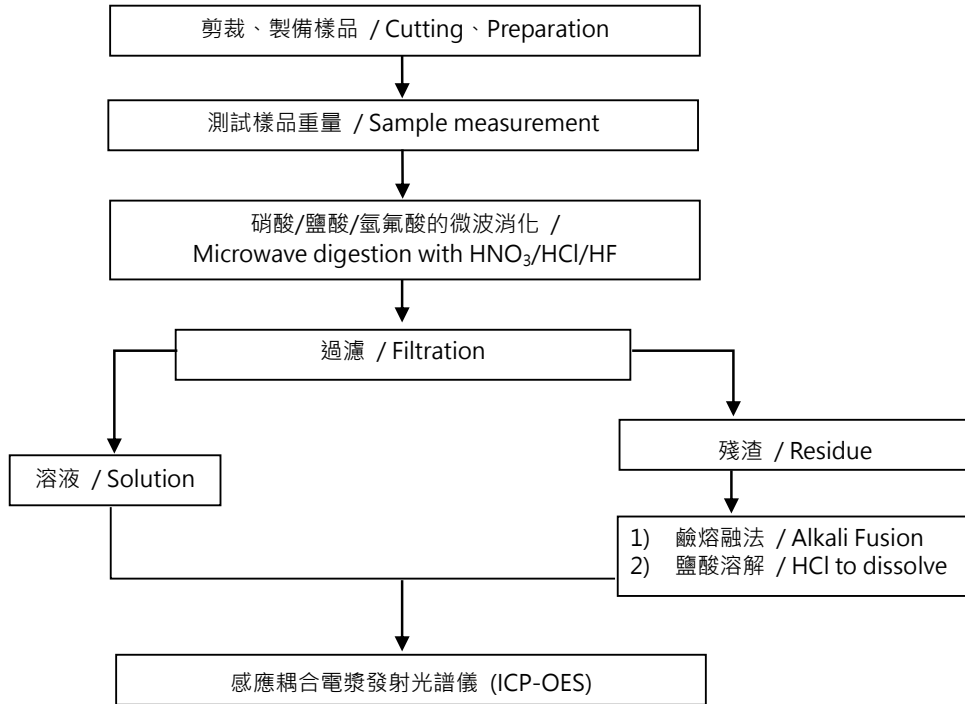 剪裁、製備樣品 / Cutting、Preparation
測試樣品重量 / Sample measurement
硝酸/鹽酸/氫氟酸的微波消化 /
Microwave digestion with HNO₃/HCl/HF
過濾 / Filtration
溶液 / Solution
殘渣 / Residue
1) 鹼熔融法 / Alkali Fusion
2) 鹽酸溶解 / HCl to dissolve
感應耦合電漿發射光譜儀 (ICP-OES)